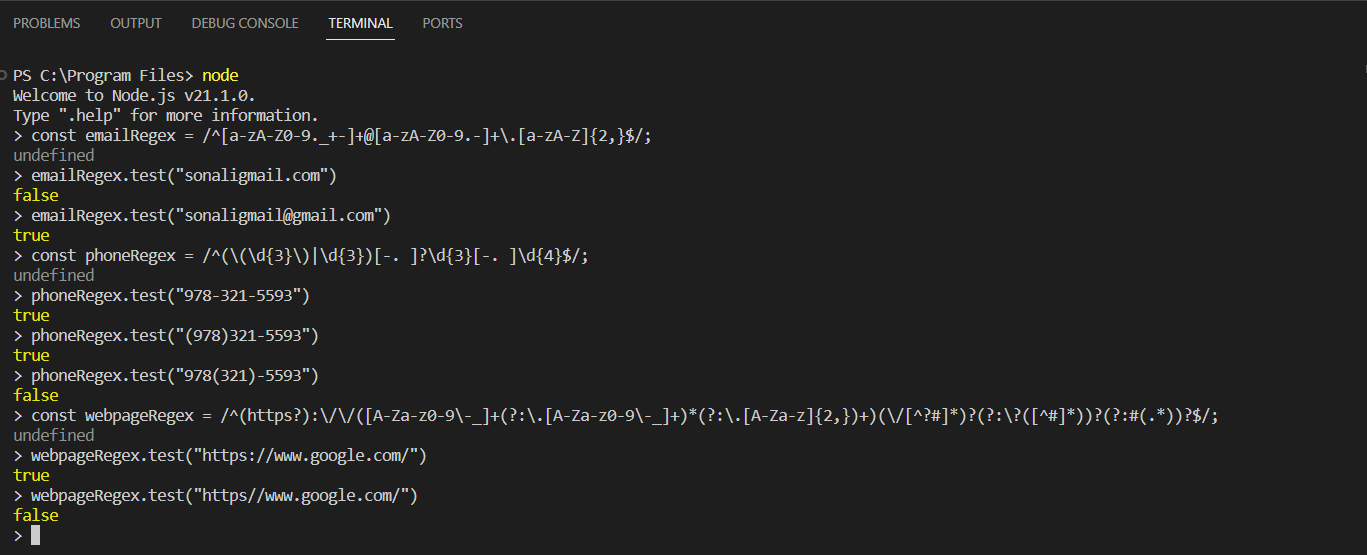 PROBLEMS OUTPUT DEBUG CONSOLE TERMINAL PORTS
PS C:\Program Files> node
Welcome to Node.js v21.1.0.
Type ".help" for more information.
> const emailRegex = /^[a-zA-Z0-9._+-]+@[a-zA-Z0-9.-]+\.[a-zA-Z]{2,}$/;
undefined
> emailRegex.test("sonaligmail.com")
false
> emailRegex.test("sonaligmail@gmail.com")
true
> const phoneRegex = /^(\(\d{3}\)|\d{3})[-. ]?\d{3}[-. ]\d{4}$/;
undefined
> phoneRegex.test("978-321-5593")
true
> phoneRegex.test("(978)321-5593")
true
> phoneRegex.test("978(321)-5593")
false
> const webpageRegex = /^(https?):\/\/([A-Za-z0-9\-_]+(?:\.[A-Za-z0-9\-_]+)*(?:\.[A-Za-z]{2,})+)(\/[^?#]*)?(?:\?([^#]*))?(?:#(.*))?$/;
undefined
> webpageRegex.test("https://www.google.com/")
true
> webpageRegex.test("https//www.google.com/")
false
>